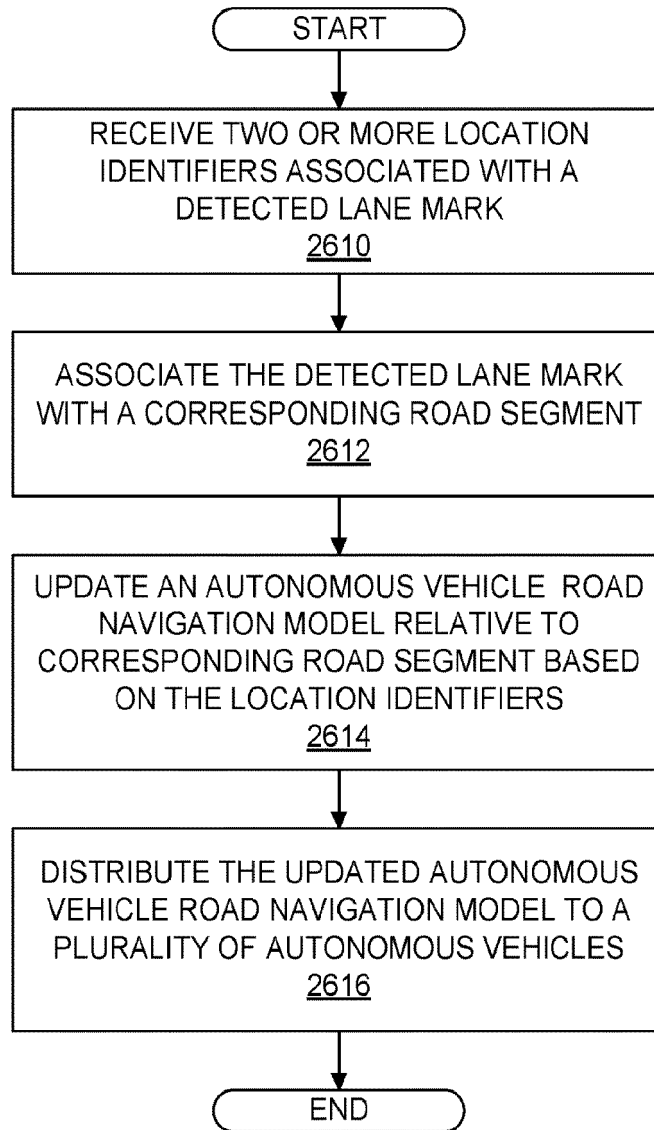 START
RECEIVE TWO OR MORE LOCATION
IDENTIFIERS ASSOCIATED WITH A
DETECTED LANE MARK
2610
ASSOCIATE THE DETECTED LANE MARK
WITH A CORRESPONDING ROAD SEGMENT
2612
UPDATE AN AUTONOMOUS VEHICLE ROAD
NAVIGATION MODEL RELATIVE TO
CORRESPONDING ROAD SEGMENT BASED
ON THE LOCATION IDENTIFIERS
2614
DISTRIBUTE THE UPDATED AUTONOMOUS
VEHICLE ROAD NAVIGATION MODEL TO A
PLURALITY OF AUTONOMOUS VEHICLES
2616
END